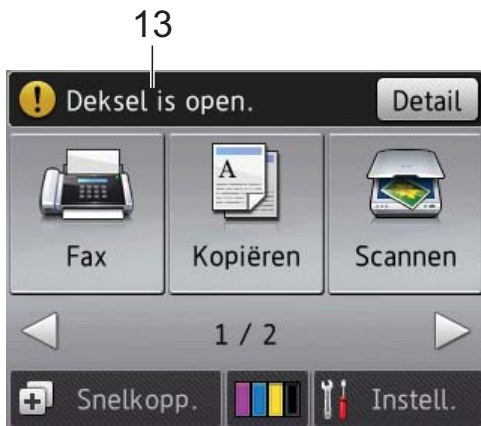 13
Deksel is open. Detail
Fax Kopiëren Scannen
1 / 2
Snelkopp. Instell.